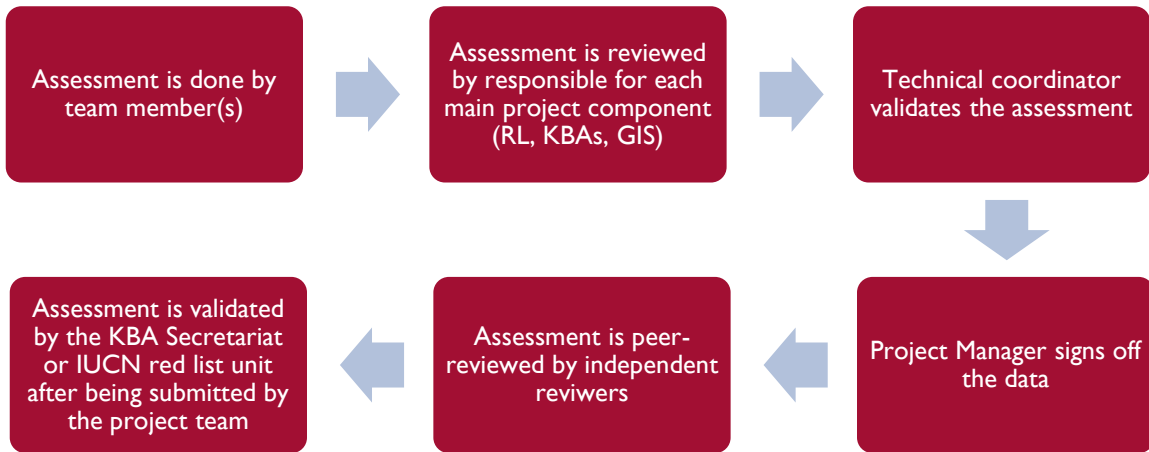 Assessment is done by
team member(s)
Assessment is reviewed
by responsible for each
main project component
(RL, KBAs, GIS)
Technical coordinator
validates the assessment
Project Manager signs off
the data
Assessment is peer-
reviewed by independent
reviwers
Assessment is validated
by the KBA Secretariat
or IUCN red list unit
after being submitted by
the project team